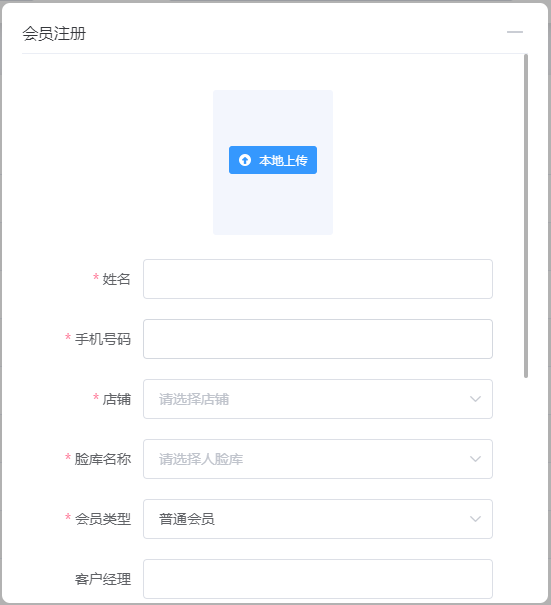 会员注册
本地上传
* 姓名
* 手机号码
* 店铺 请选择店铺
* 脸库名称 请选择人脸库
* 会员类型 普通会员
客户经理